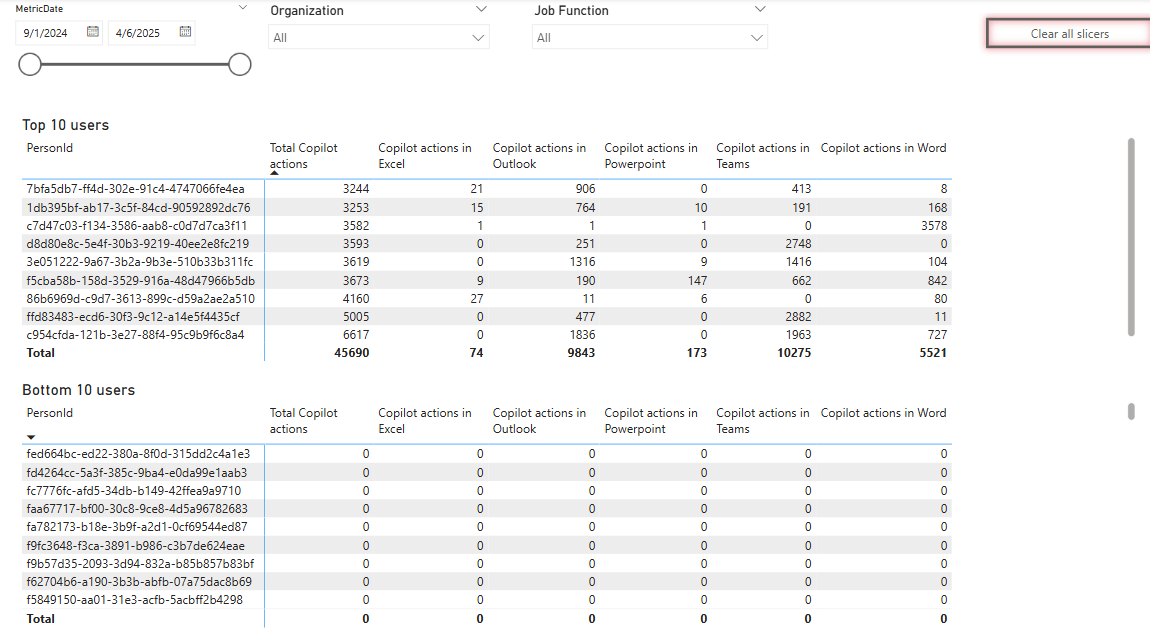 MetricDate
9/1/2024 4/6/2025
Organization
All
Job Function
All
Clear all slicers
Top 10 users
PersonId Total Copilot actions Copilot actions in Excel Copilot actions in Outlook Copilot actions in Powerpoint Copilot actions in Teams Copilot actions in Word
7bfa5db7-ff4d-302e-91c4-4747066fe4ea 3244 21 906 0 413 8
1db395bf-ab17-3c5f-84cd-90592892dc76 3253 15 764 10 191 168
c7d47c03-f134-3586-aab8-c0d7d7ca3f11 3582 1 1 1 0 3578
d8d80e8c-5e4f-30b3-9219-40ee2e8fc219 3593 0 251 0 2748 0
3e051222-9a67-3b2a-9b3e-510b33b311fc 3619 0 1316 9 1416 104
f5cba58b-158d-3529-916a-48d47966b5db 3673 9 190 147 662 842
86b6969d-c9d7-3613-899c-d59a2ae2a510 4160 27 11 6 0 80
ffd83483-ecd6-30f3-9c12-a14e5f4435cf 5005 0 477 0 2882 11
c954cfda-121b-3e27-88f4-95c9b9f6c8a4 6617 0 1836 0 1963 727
Total 45690 74 9843 173 10275 5521
Bottom 10 users
PersonId Total Copilot actions Copilot actions in Excel Copilot actions in Outlook Copilot actions in Powerpoint Copilot actions in Teams Copilot actions in Word
fed664bc-ed22-380a-8f0d-315dd2c4a1e3 0 0 0 0 0 0
fd4264cc-5a3f-385c-9ba4-e0da99e1aab3 0 0 0 0 0 0
fc7776fc-afd5-34db-b149-42ffea9a9710 0 0 0 0 0 0
faa67717-bf00-30c8-9ce8-4d5a96782683 0 0 0 0 0 0
fa782173-b18e-3b9f-a2d1-0cf69544ed87 0 0 0 0 0 0
f9fc3648-f3ca-3891-b986-c3b7de624eae 0 0 0 0 0 0
f9b57d35-2093-3d94-832a-b85b857b83bf 0 0 0 0 0 0
f62704b6-a190-3b3b-abfb-07a75dac8b69 0 0 0 0 0 0
f5849150-aa01-31e3-acfb-5acbff2b4298 0 0 0 0 0 0
Total 0 0 0 0 0 0